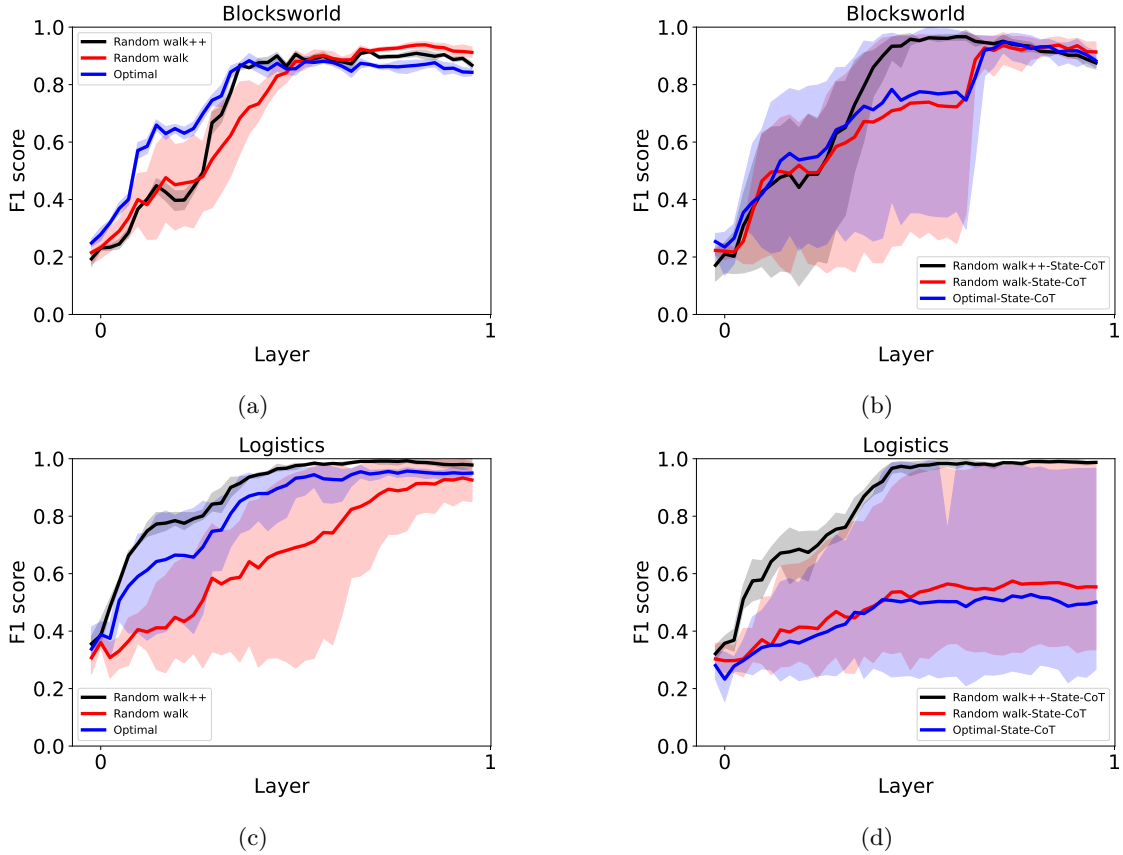 Blocksworld
1.0
0.8
0.6
0.4
0.2
0.0
F1 score
Random walk++
Random walk
Optimal
0
1
Layer
(a)
Blocksworld
1.0
0.8
0.6
0.4
0.2
0.0
F1 score
Random walk++-State-CoT
Random walk-State-CoT
Optimal-State-CoT
0
1
Layer
(b)
Logistics
1.0
0.8
0.6
0.4
0.2
0.0
F1 score
Random walk++
Random walk
Optimal
0
1
Layer
(c)
Logistics
1.0
0.8
0.6
0.4
0.2
0.0
F1 score
Random walk++-State-CoT
Random walk-State-CoT
Optimal-State-CoT
0
1
Layer
(d)